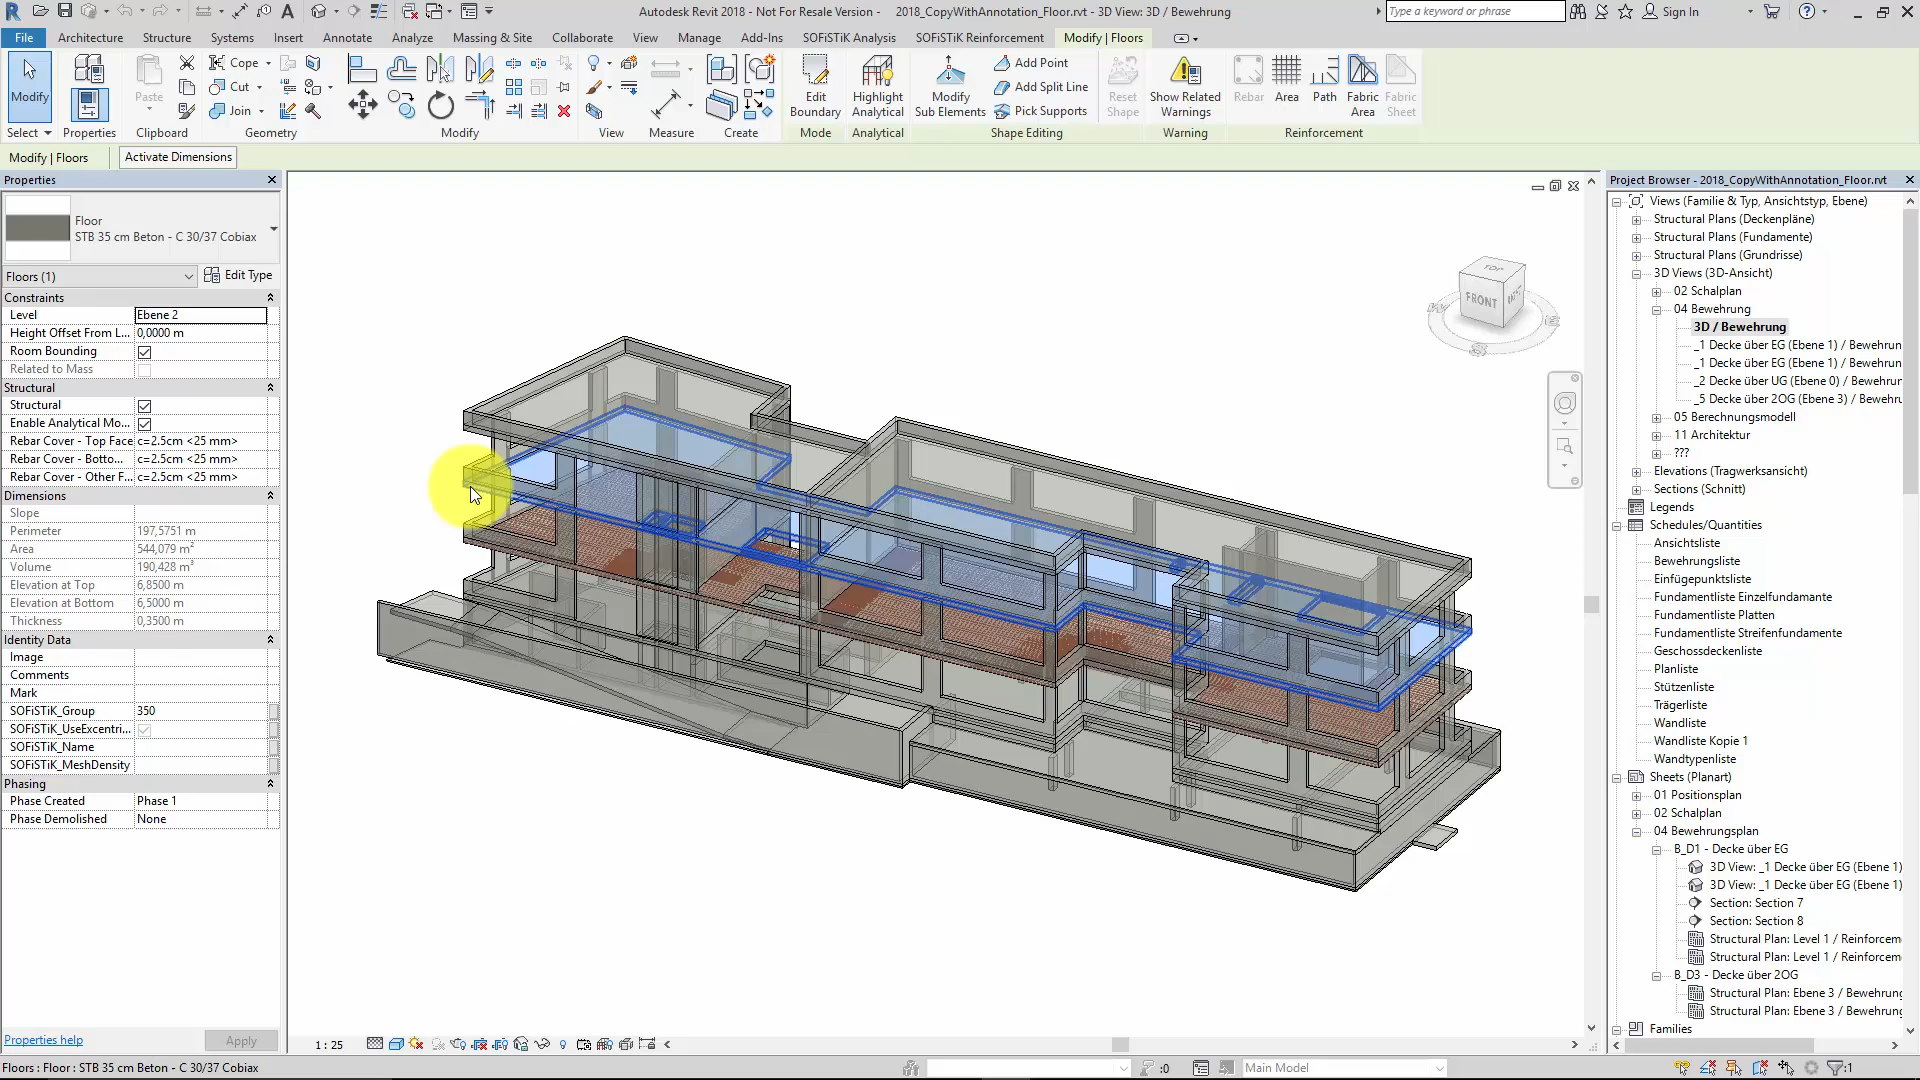 Autodesk Revit 2018 - Not For Resale Version - 2018_CopyWithAnnotation_Floor.rvt - 3D View: 3D / Bewehrung
Type a keyword or phrase
Sign In
File Architecture Structure Systems Insert Annotate Analyze Massing & Site Collaborate View Manage Add-Ins SOFiSTiK Analysis SOFiSTiK Reinforcement Modify | Floors
Modify
Paste
Cope
Cut
Join
Edit Boundary
Highlight Analytical
Modify Sub Elements
Add Point
Add Split Line
Pick Supports
Reset Shape
Show Related Warnings
Rebar
Area
Path
Fabric Area
Fabric Sheet
Select Properties Clipboard Geometry Modify View Measure Create Mode Analytical Shape Editing Warning Reinforcement
Modify | Floors Activate Dimensions
Properties
Floor
STB 35 cm Beton - C 30/37 Cobiax
Floors (1) Edit Type
Constraints
Level Ebene 2
Height Offset From L... 0,0000 m
Room Bounding
Related to Mass
Structural
Structural
Enable Analytical Mo...
Rebar Cover - Top Face c=2.5cm <25 mm>
Rebar Cover - Botto... c=2.5cm <25 mm>
Rebar Cover - Other F... c=2.5cm <25 mm>
Dimensions
Slope
Perimeter 197,5751 m
Area 544,079 m²
Volume 190,428 m³
Elevation at Top 6,8500 m
Elevation at Bottom 6,5000 m
Thickness 0,3500 m
Identity Data
Image
Comments
Mark
SOFiSTiK_Group 350
SOFiSTiK_UseExcentri...
SOFiSTiK_Name
SOFiSTiK_MeshDensity
Phasing
Phase Created Phase 1
Phase Demolished None
Properties help Apply
TOP
FRONT
1 : 25
Project Browser - 2018_CopyWithAnnotation_Floor.rvt
Views (Familie & Typ, Ansichtstyp, Ebene)
Structural Plans (Deckenpläne)
Structural Plans (Fundamente)
Structural Plans (Grundrisse)
3D Views (3D-Ansicht)
02 Schalplan
04 Bewehrung
3D / Bewehrung
_1 Decke über EG (Ebene 1) / Bewehrun
_1 Decke über EG (Ebene 1) / Bewehrun
_2 Decke über UG (Ebene 0) / Bewehrur
_5 Decke über 2OG (Ebene 3) / Bewehru
05 Berechnungsmodell
11 Architektur
???
Elevations (Tragwerksansicht)
Sections (Schnitt)
Legends
Schedules/Quantities
Ansichtsliste
Bewehrungsliste
Einfügepunktsliste
Fundamentliste Einzelfundamante
Fundamentliste Platten
Fundamentliste Streifenfundamente
Geschossdeckenliste
Planliste
Stützenliste
Trägerliste
Wandliste
Wandliste Kopie 1
Wandtypenliste
Sheets (Planart)
01 Positionsplan
02 Schalplan
04 Bewehrungsplan
B_D1 - Decke über EG
3D View: _1 Decke über EG (Ebene 1)
3D View: _1 Decke über EG (Ebene 1)
Section: Section 7
Section: Section 8
Structural Plan: Level 1 / Reinforcem
Structural Plan: Level 1 / Reinforcem
B_D3 - Decke über 2OG
Structural Plan: Ebene 3 / Bewehrung
Structural Plan: Ebene 3 / Bewehrung
Families
Floors : Floor : STB 35 cm Beton - C 30/37 Cobiax
:0
Main Model
:1